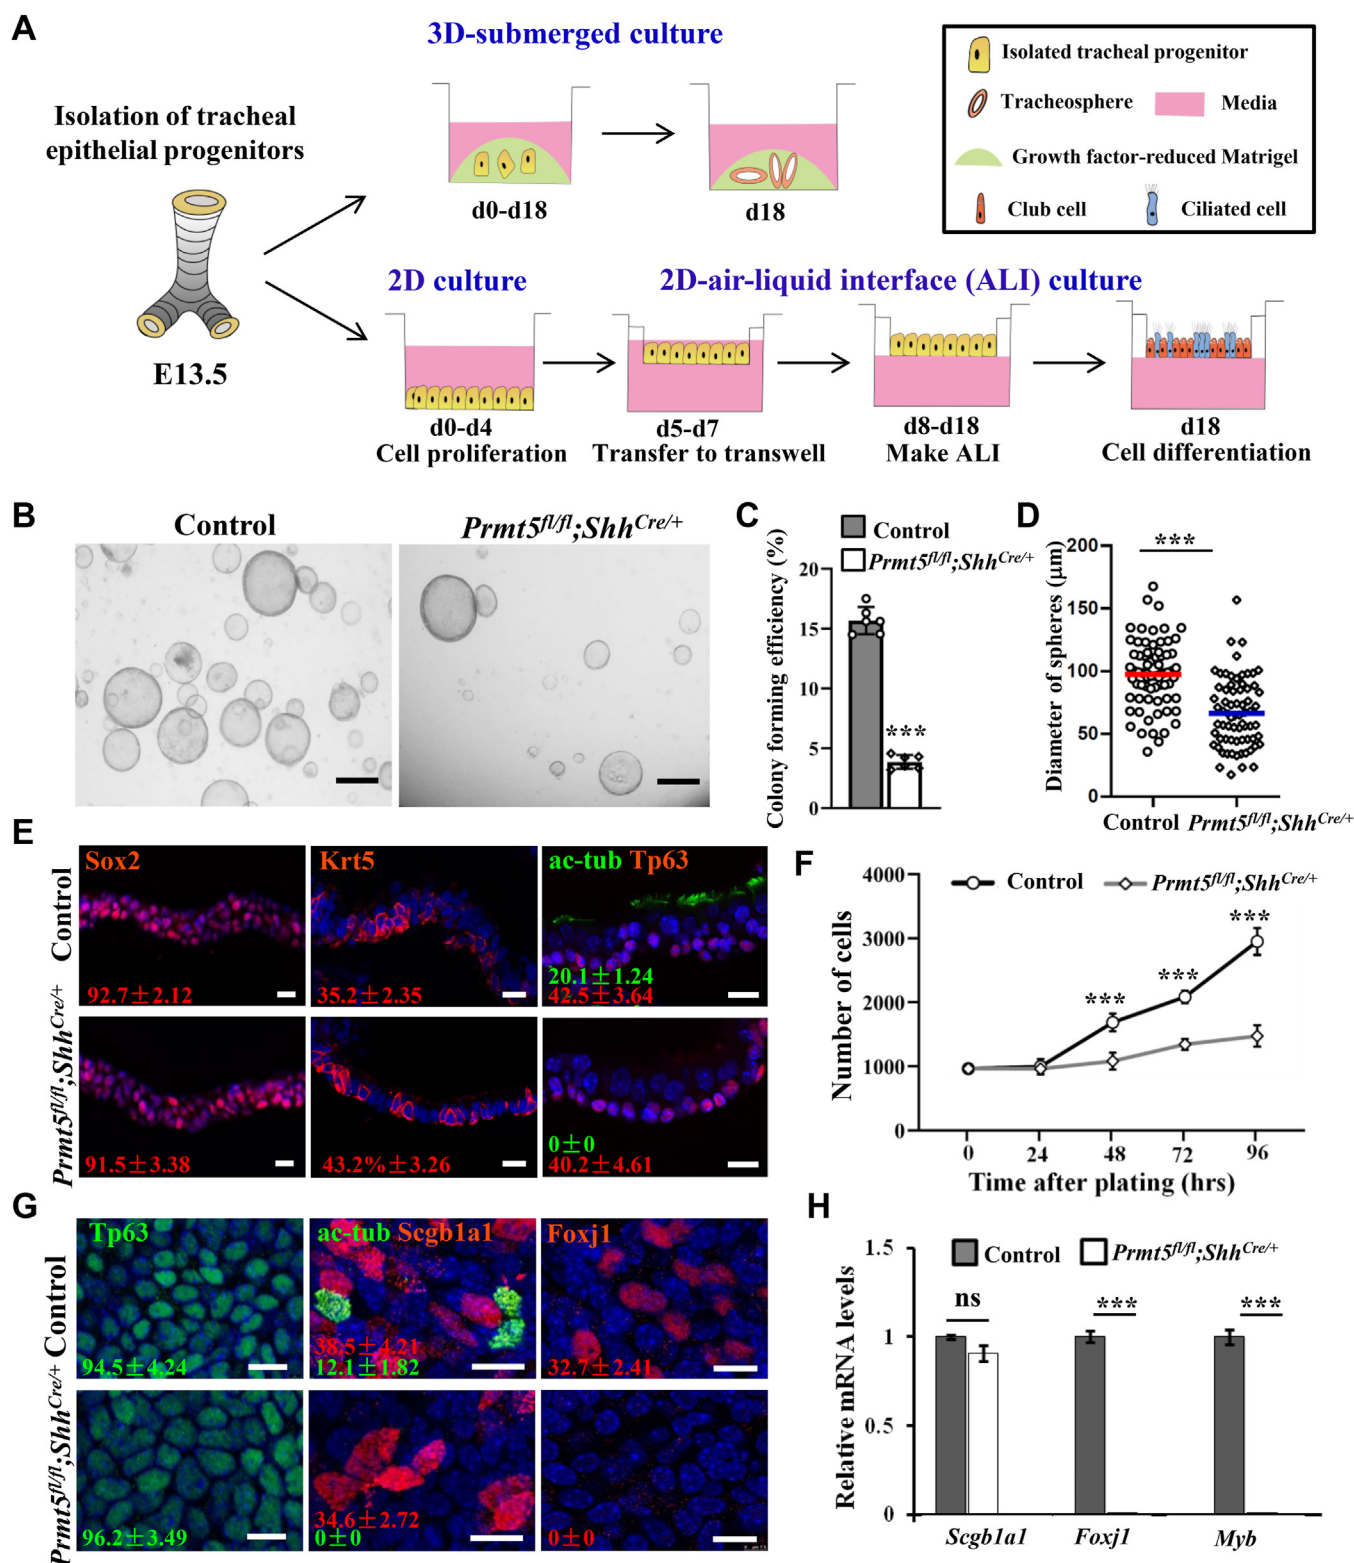 A
3D-submerged culture
Isolation of tracheal
epithelial progenitors
E13.5
d0-d18
d18
Isolated tracheal progenitor
Tracheosphere
Media
Growth factor-reduced Matrigel
Club cell
Ciliated cell
2D culture
2D-air-liquid interface (ALI) culture
d0-d4
Cell proliferation
d5-d7
Transfer to transwell
d8-d18
Make ALI
d18
Cell differentiation
B
Control
Prmt5fl/fl;ShhCre/+
C
Control
Prmt5fl/fl;ShhCre/+
Colony forming efficiency (%)
20
15
10
5
0
***
D
Diameter of spheres (μm)
200
150
100
50
0
***
Control Prmt5fl/fl;ShhCre/+
E
Control
Prmt5fl/fl;ShhCre/+
Sox2
Krt5
ac-tub Tp63
92.7±2.12
35.2±2.35
20.1±1.24
42.5±3.64
91.5±3.38
43.2%±3.26
0±0
40.2±4.61
F
Control
Prmt5fl/fl;ShhCre/+
Number of cells
4000
3000
2000
1000
0
***
***
***
0 24 48 72 96
Time after plating (hrs)
G
Control
Prmt5fl/fl;ShhCre/+
Tp63
ac-tub Scgb1a1
Foxj1
94.5±4.24
38.5±4.21
12.1±1.82
32.7±2.41
96.2±3.49
34.6±2.72
0±0
0±0
H
Control
Prmt5fl/fl;ShhCre/+
Relative mRNA levels
1.5
1
0.5
0
ns
***
***
Scgb1a1 Foxj1 Myb